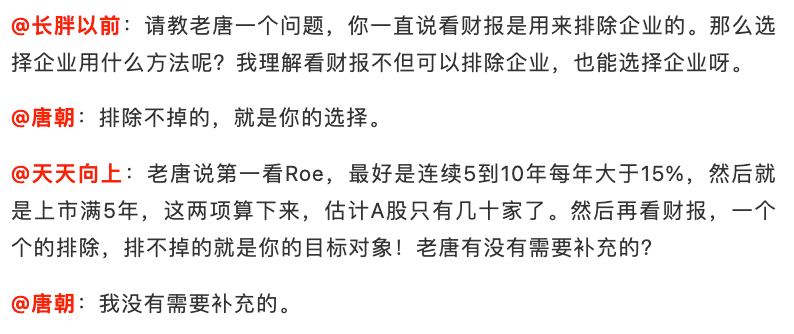 @长胖以前：请教老唐一个问题，你一直说看财报是用来排除企业的。那么选
择企业用什么方法呢？我理解看财报不但可以排除企业，也能选择企业呀。
@唐朝：排除不掉的，就是你的选择。
@天天向上：老唐说第一看Roe，最好是连续5到10年每年大于15%，然后就
是上市满5年，这两项算下来，估计A股只有几十家了。然后再看财报，一个
个的排除，排不掉的就是你的目标对象！老唐有没有需要补充的？
@唐朝：我没有需要补充的。